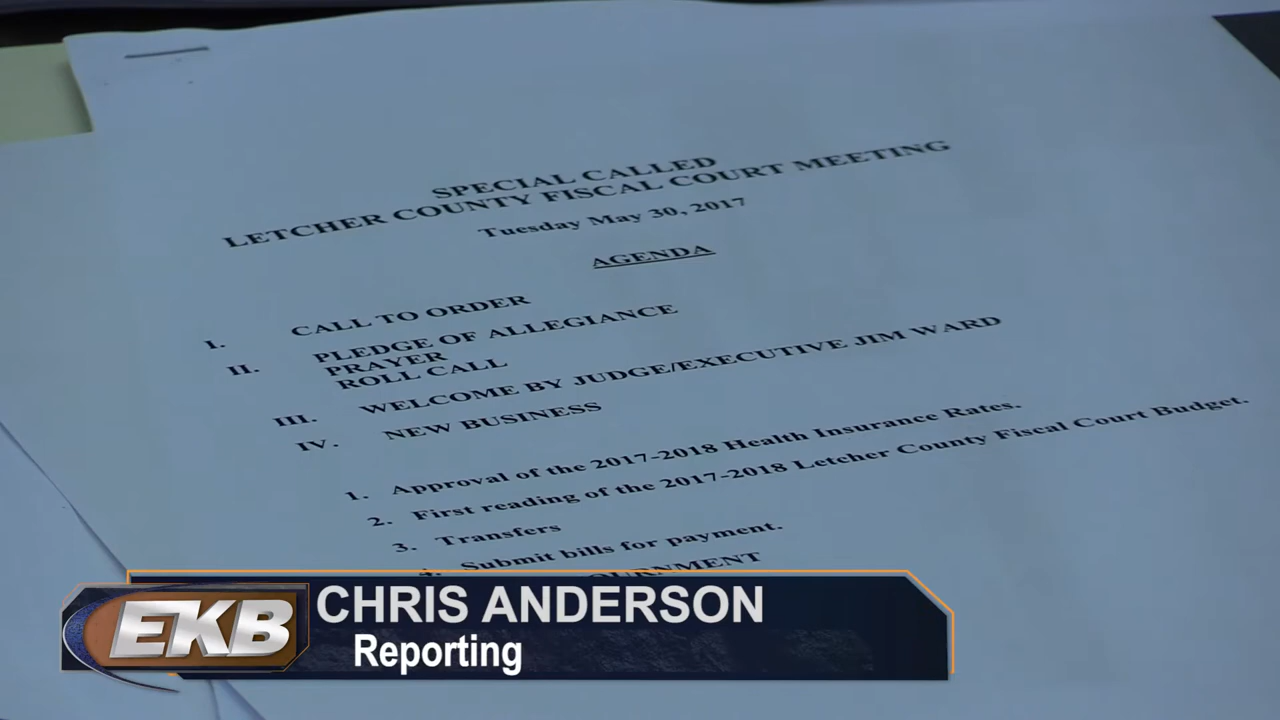 SPECIAL CALLED
LETCHER COUNTY FISCAL COURT MEETING
Tuesday May 30, 2017
AGENDA
I. CALL TO ORDER
II. PLEDGE OF ALLEGIANCE
PRAYER
ROLL CALL
III. WELCOME BY JUDGE/EXECUTIVE JIM WARD
IV. NEW BUSINESS
1. Approval of the 2017-2018 Health Insurance Rates.
2. First reading of the 2017-2018 Letcher County Fiscal Court Budget.
3. Transfers
4. Submit bills for payment.
EKB
CHRIS ANDERSON
Reporting